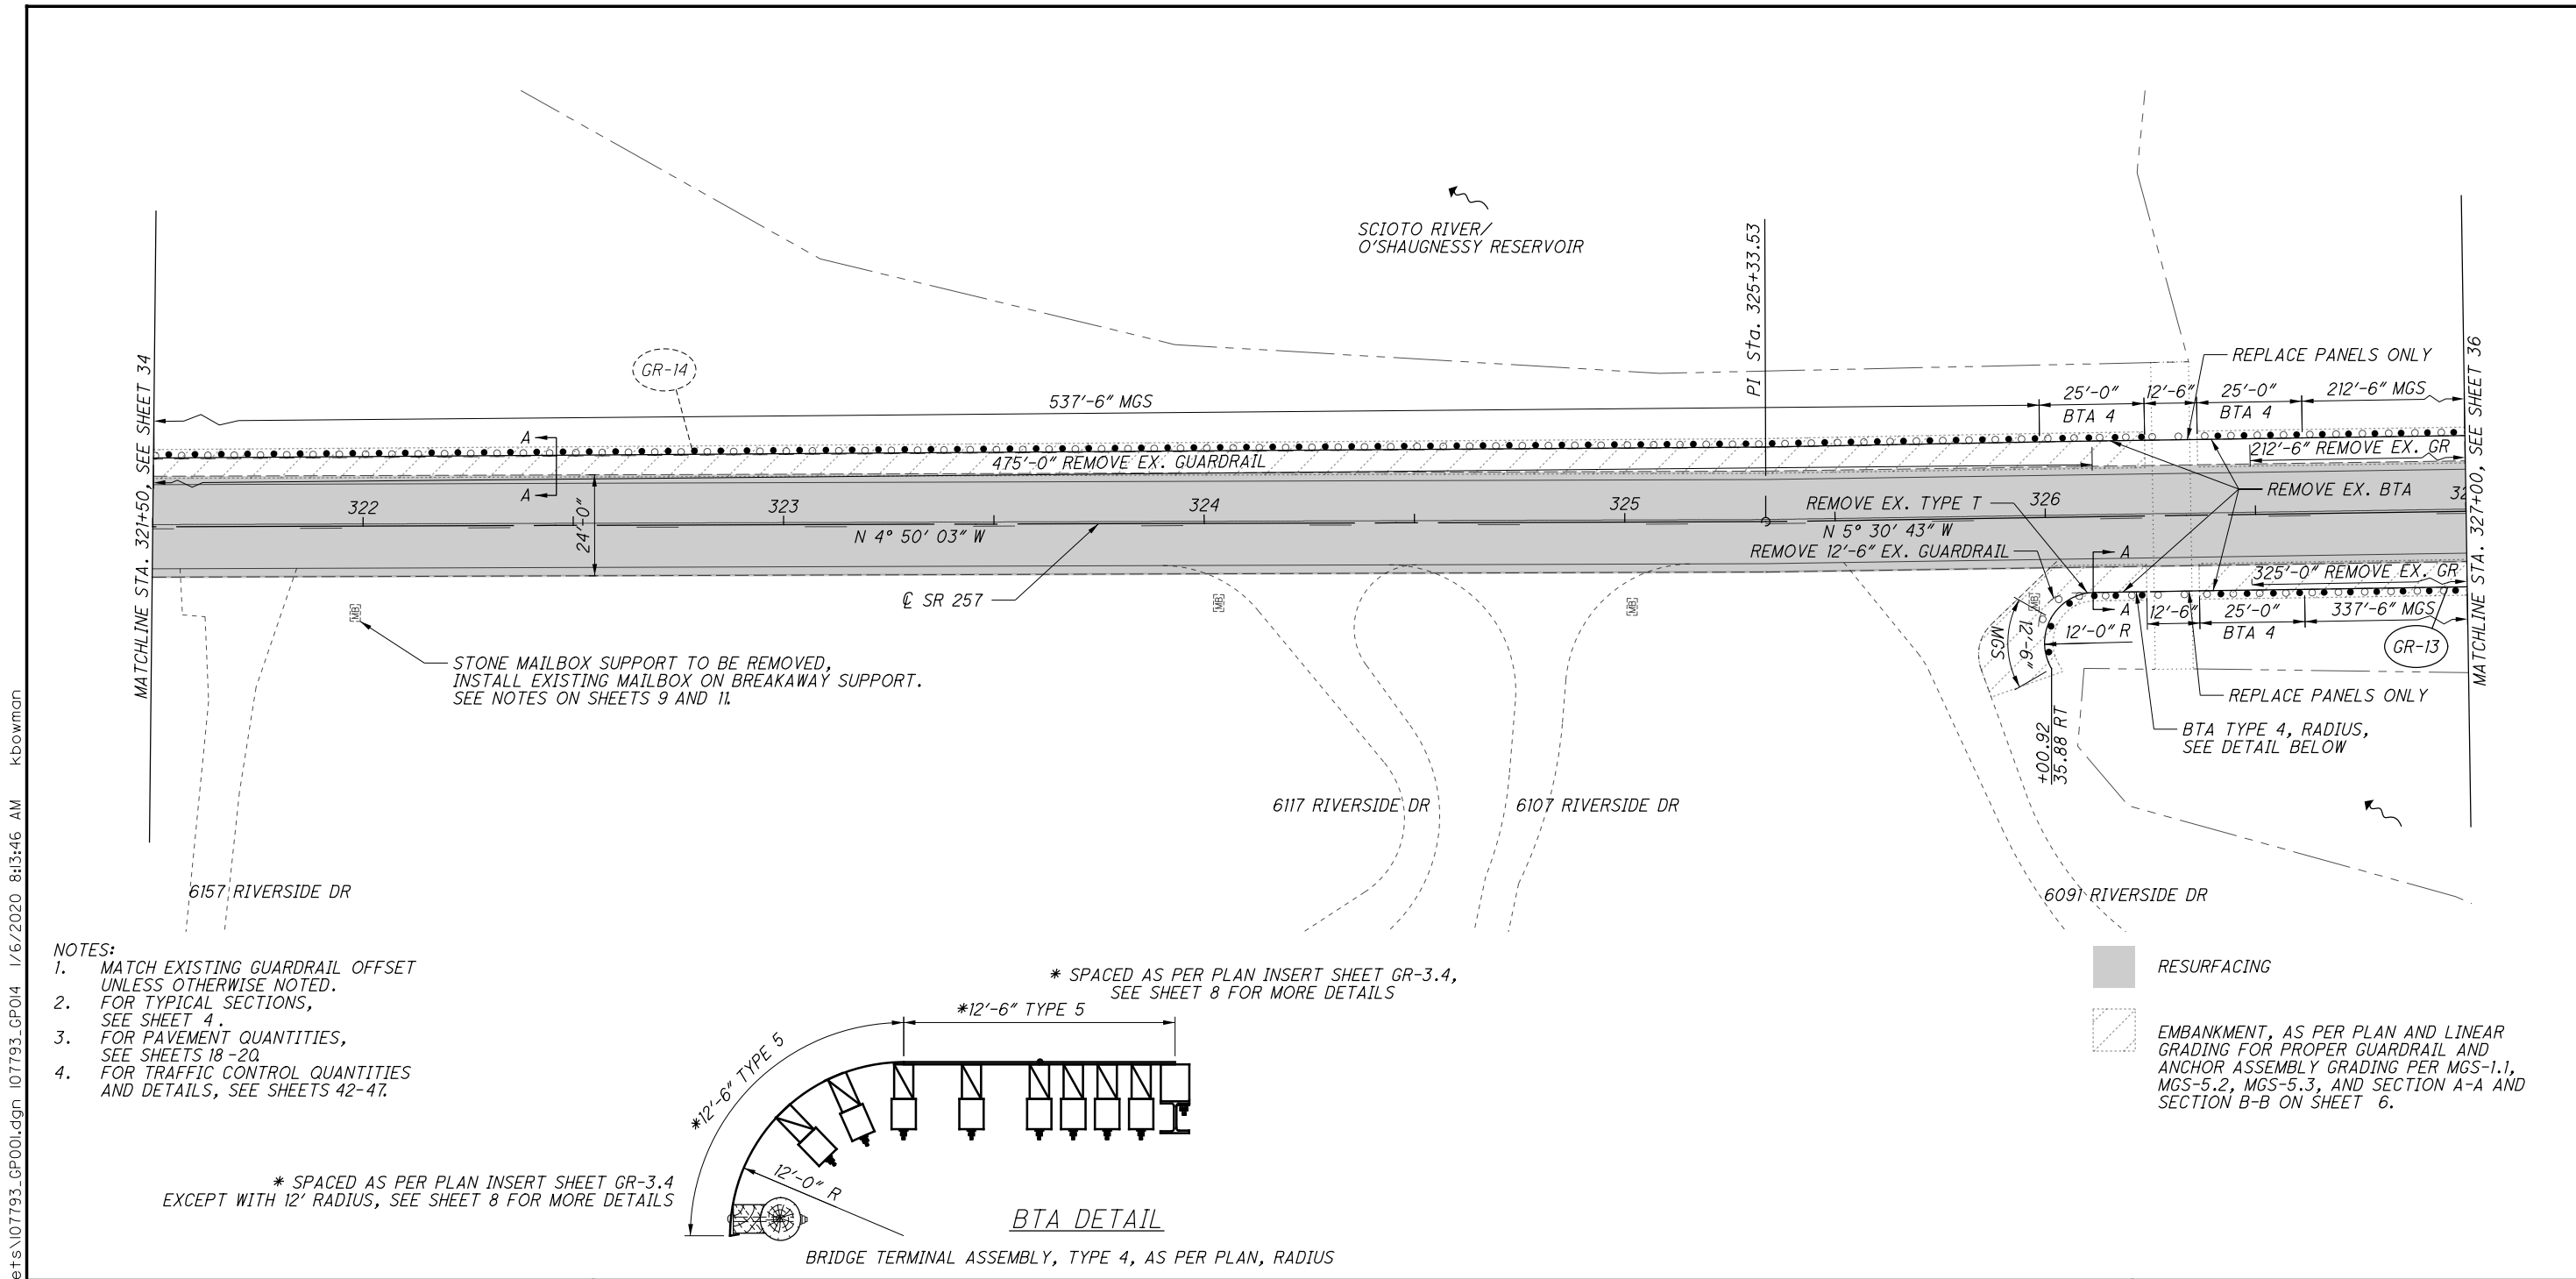 SCIOTO RIVER/
O'SHAUGNESSY RESERVOIR
PI Sta. 325+33.53
MATCHLINE STA. 321+50, SEE SHEET 34
MATCHLINE STA. 327+00, SEE SHEET 36
GR-14
537'-6" MGS
REPLACE PANELS ONLY
25'-0"
BTA 4
12'-6"
25'-0"
BTA 4
212'-6" MGS
A
A
475'-0" REMOVE EX. GUARDRAIL
212'-6" REMOVE EX. GR
REMOVE EX. BTA
322
323
324
325
326
32
24'-0"
N 4° 50' 03" W
REMOVE EX. TYPE T
N 5° 30' 43" W
REMOVE 12'-6" EX. GUARDRAIL
A
A
325'-0" REMOVE EX. GR
12'-6"
25'-0"
BTA 4
337'-6" MGS
GR-13
12'-6"
MGS
12'-0" R
℄ SR 257
MB
MB
MB
MB
STONE MAILBOX SUPPORT TO BE REMOVED,
INSTALL EXISTING MAILBOX ON BREAKAWAY SUPPORT.
SEE NOTES ON SHEETS 9 AND 11.
REPLACE PANELS ONLY
BTA TYPE 4, RADIUS,
SEE DETAIL BELOW
+00.92
35.88 RT
6117 RIVERSIDE DR
6107 RIVERSIDE DR
6157 RIVERSIDE DR
6091 RIVERSIDE DR
NOTES:
1. MATCH EXISTING GUARDRAIL OFFSET
UNLESS OTHERWISE NOTED.
2. FOR TYPICAL SECTIONS,
SEE SHEET 4.
3. FOR PAVEMENT QUANTITIES,
SEE SHEETS 18-20.
4. FOR TRAFFIC CONTROL QUANTITIES
AND DETAILS, SEE SHEETS 42-47.
* SPACED AS PER PLAN INSERT SHEET GR-3.4,
SEE SHEET 8 FOR MORE DETAILS
*12'-6" TYPE 5
*12'-6" TYPE 5
* SPACED AS PER PLAN INSERT SHEET GR-3.4
EXCEPT WITH 12' RADIUS, SEE SHEET 8 FOR MORE DETAILS
12'-0" R
BTA DETAIL
BRIDGE TERMINAL ASSEMBLY, TYPE 4, AS PER PLAN, RADIUS
RESURFACING
EMBANKMENT, AS PER PLAN AND LINEAR
GRADING FOR PROPER GUARDRAIL AND
ANCHOR ASSEMBLY GRADING PER MGS-1.1,
MGS-5.2, MGS-5.3, AND SECTION A-A AND
SECTION B-B ON SHEET 6.
ets\107793_GP001.dgn 107793_GP014 1/6/2020 8:13:46 AM kbowman